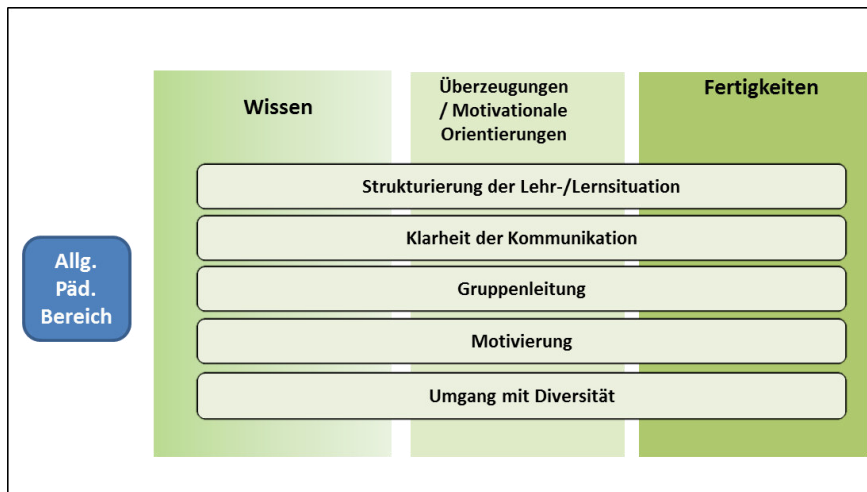 Wissen
Überzeugungen
/ Motivationale
Orientierungen
Fertigkeiten
Strukturierung der Lehr-/Lernsituation
Klarheit der Kommunikation
Allg.
Päd.
Bereich
Gruppenleitung
Motivierung
Umgang mit Diversität